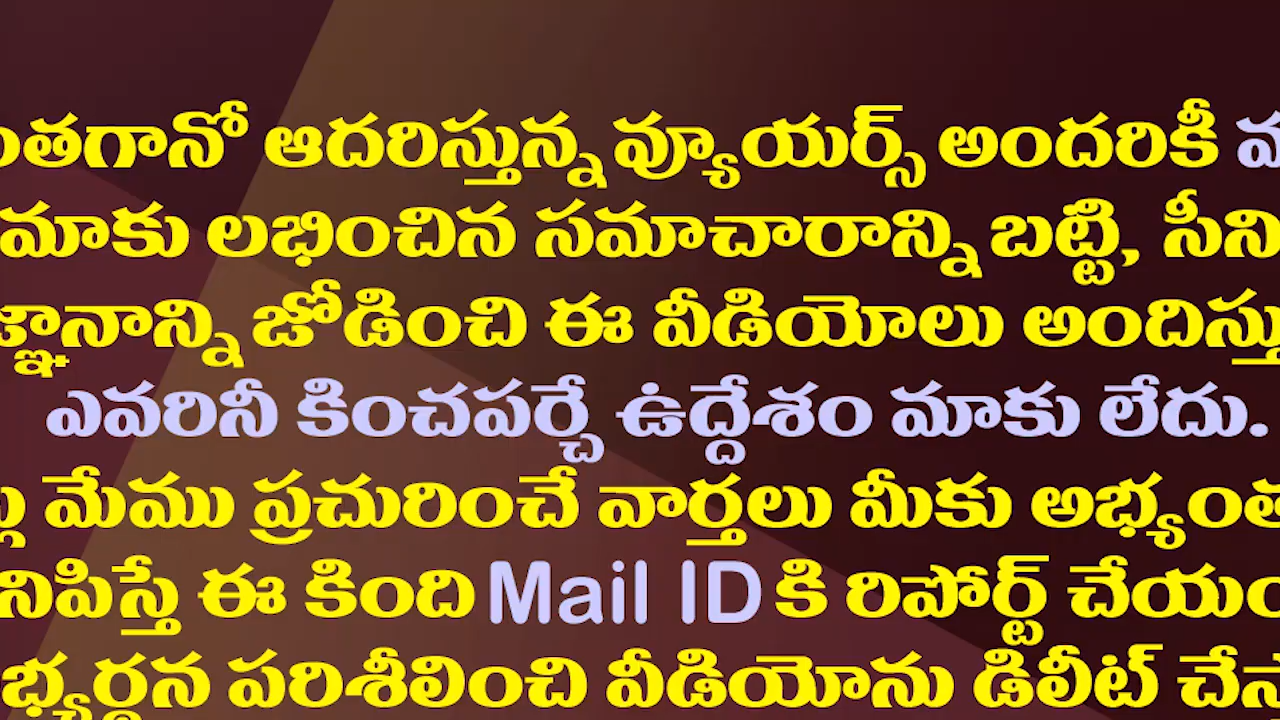 ఆదరిస్తున్న వ్యూయర్స్ అందరికీ
మాకు లభించిన సమాచారాన్ని బట్టి,
జోడించి ఈ వీడియోలు
ఎవరినీ కించపర్చే ఉద్దేశం మాకు లేదు.
మేము ప్రచురించే వార్తలు మీకు
ఈ కింది Mail ID కి రిపోర్ట్
పరిశీలించి వీడియోను డిలీట్